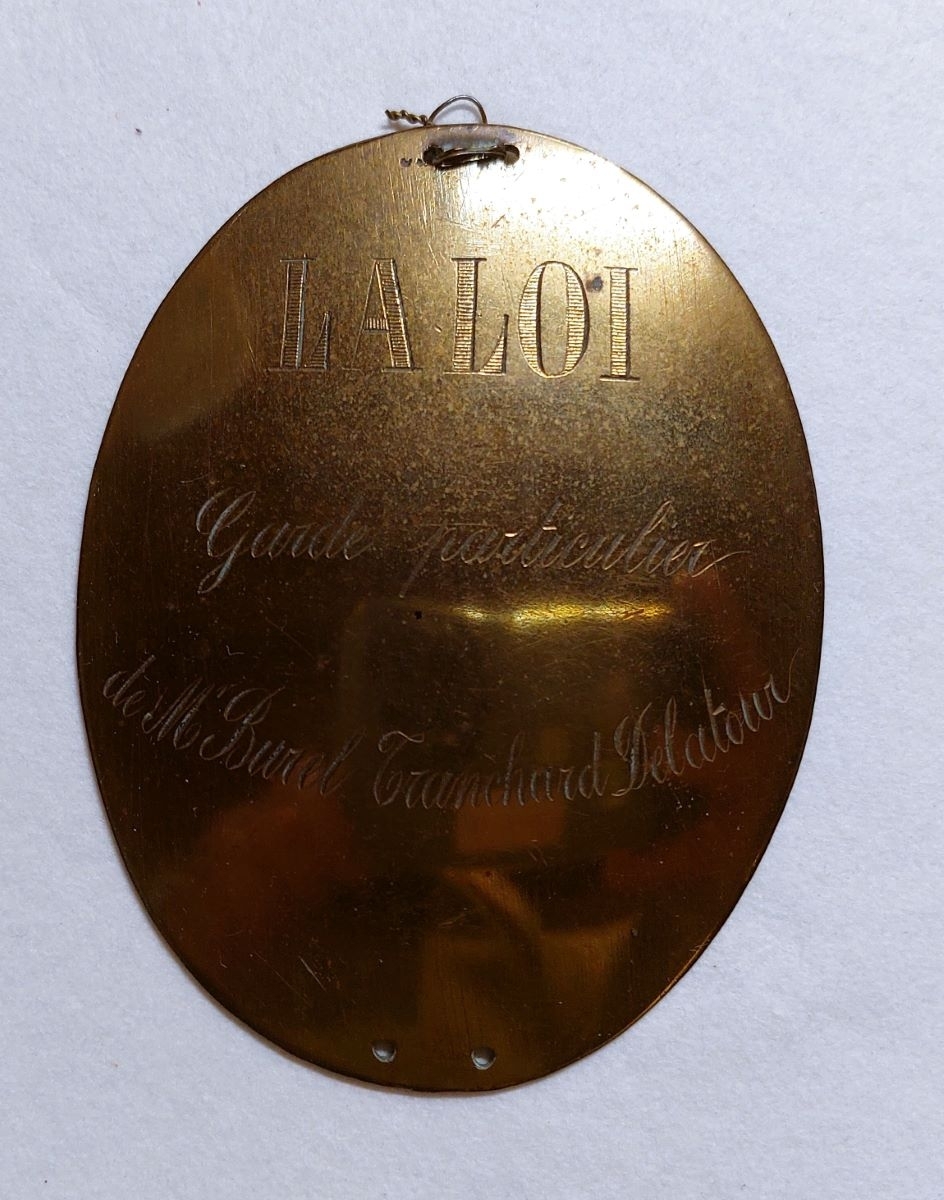 LA LOI
Garde particulier
de Mr Burel Tranchard Delatour